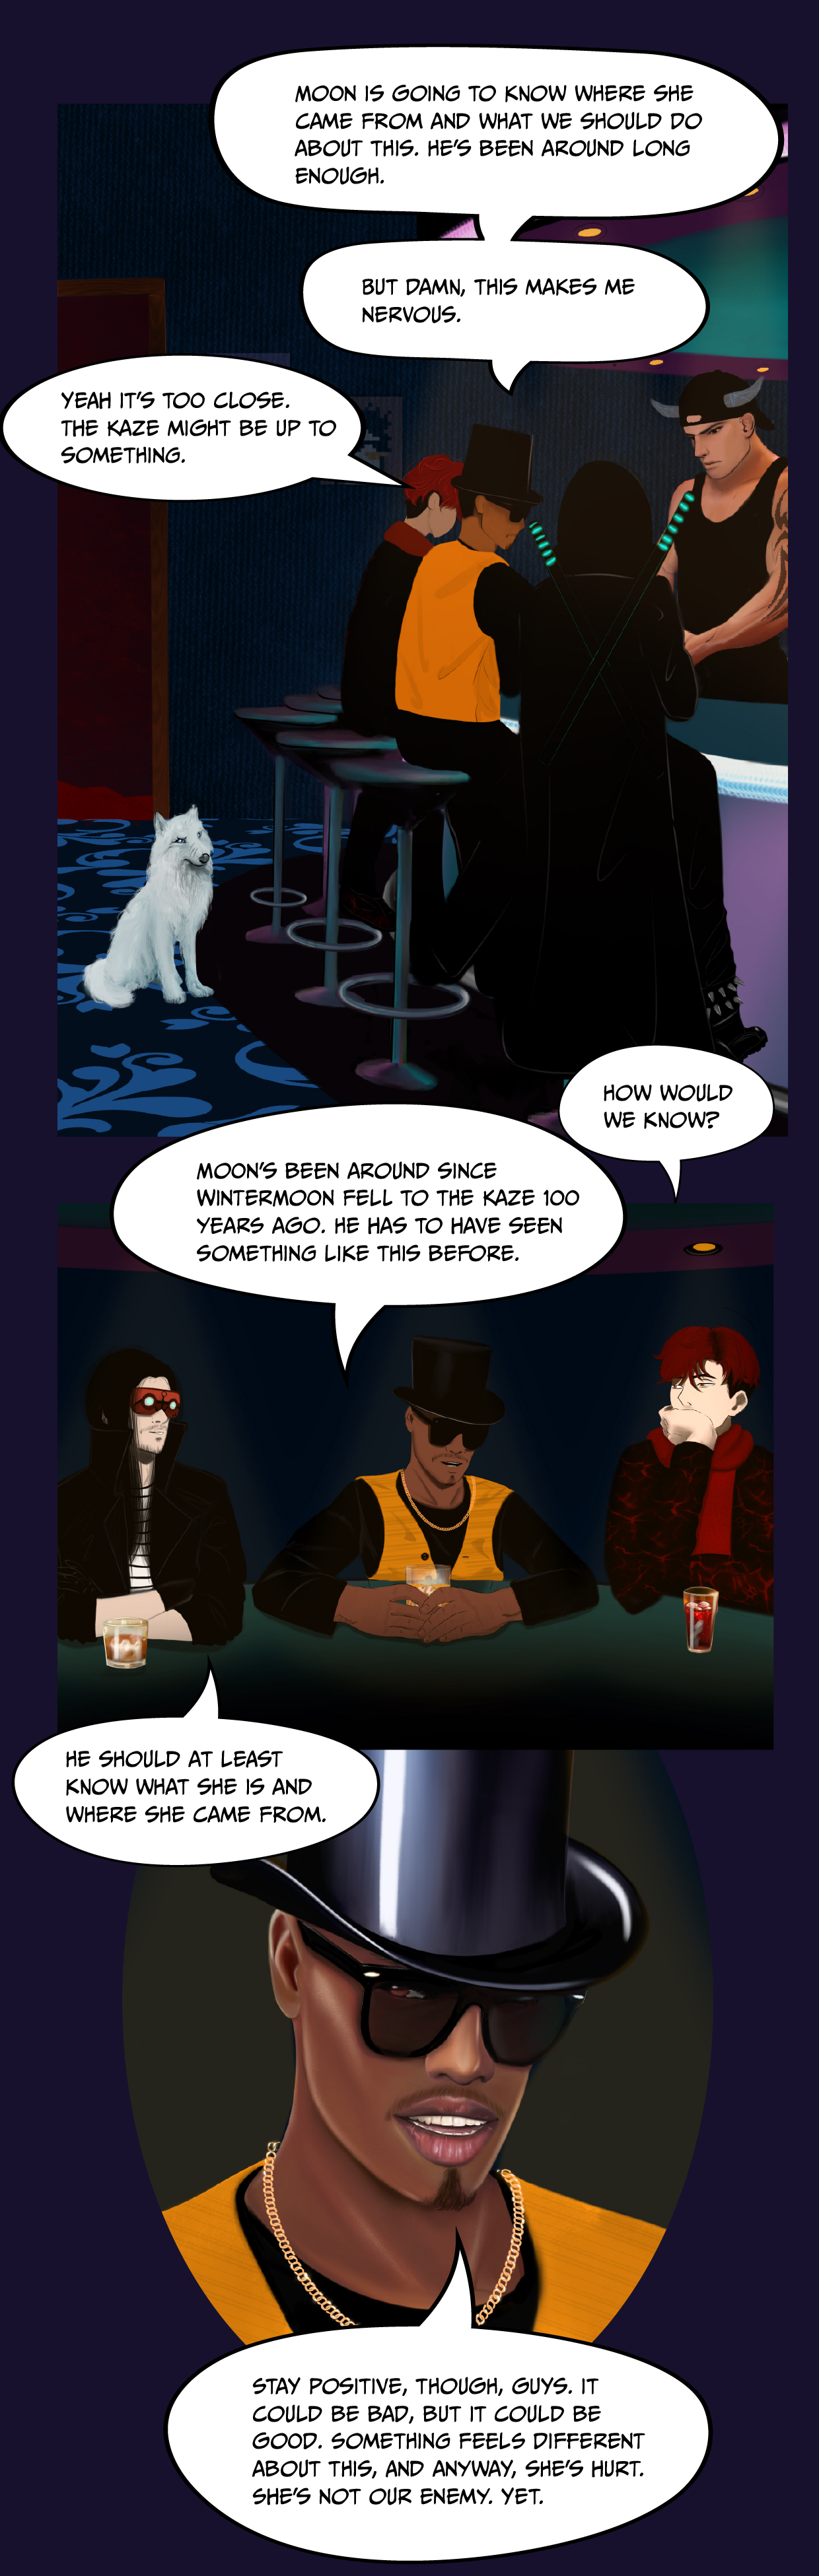 MOON IS GOING TO KNOW WHERE SHE
CAME FROM AND WHAT WE SHOULD DO
ABOUT THIS. HE'S BEEN AROUND LONG
ENOUGH.
BUT DAMN, THIS MAKES ME
NERVOUS.
YEAH IT'S TOO CLOSE.
THE KAZE MIGHT BE UP TO
SOMETHING.
HOW WOULD
WE KNOW?
MOON'S BEEN AROUND SINCE
WINTERMOON FELL TO THE KAZE 100
YEARS AGO. HE HAS TO HAVE SEEN
SOMETHING LIKE THIS BEFORE.
HE SHOULD AT LEAST
KNOW WHAT SHE IS AND
WHERE SHE CAME FROM.
STAY POSITIVE, THOUGH, GUYS. IT
COULD BE BAD, BUT IT COULD BE
GOOD. SOMETHING FEELS DIFFERENT
ABOUT THIS, AND ANYWAY, SHE'S HURT.
SHE'S NOT OUR ENEMY. YET.